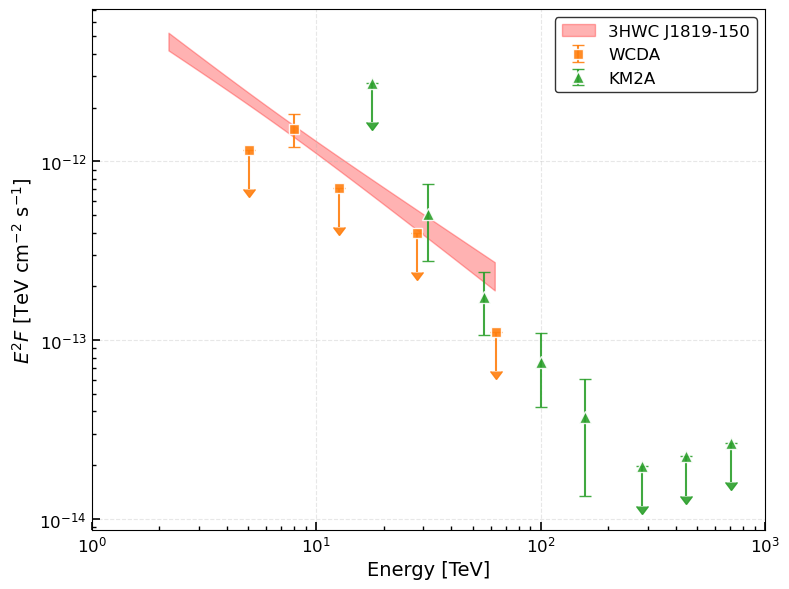 3HWC J1819-150
WCDA
KM2A
E²F [TeV cm⁻² s⁻¹]
10⁻¹²
10⁻¹³
10⁻¹⁴
10⁰ 10¹ 10² 10³
Energy [TeV]